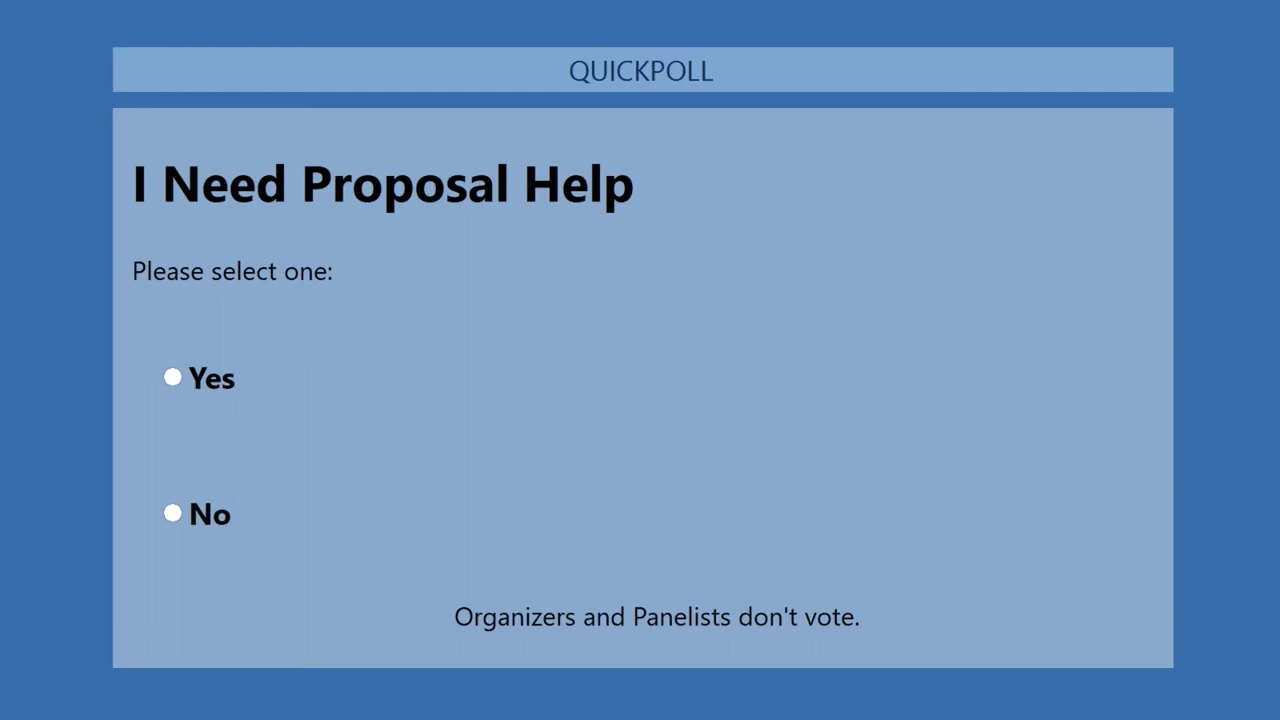 QUICKPOLL
I Need Proposal Help
Please select one:
Yes
No
Organizers and Panelists don't vote.